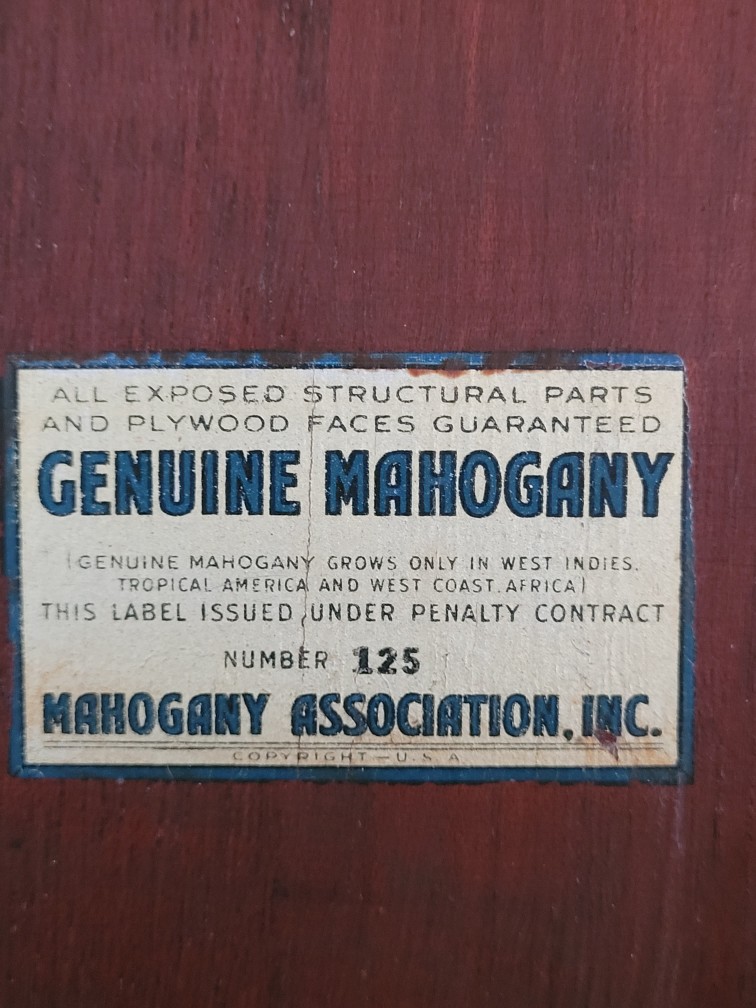 ALL EXPOSED STRUCTURAL PARTS
AND PLYWOOD FACES GUARANTEED
GENUINE MAHOGANY
(GENUINE MAHOGANY GROWS ONLY IN WEST INDIES,
TROPICAL AMERICA AND WEST COAST, AFRICA)
THIS LABEL ISSUED UNDER PENALTY CONTRACT
NUMBER 125
MAHOGANY ASSOCIATION, INC.
COPYRIGHT—U.S.A.